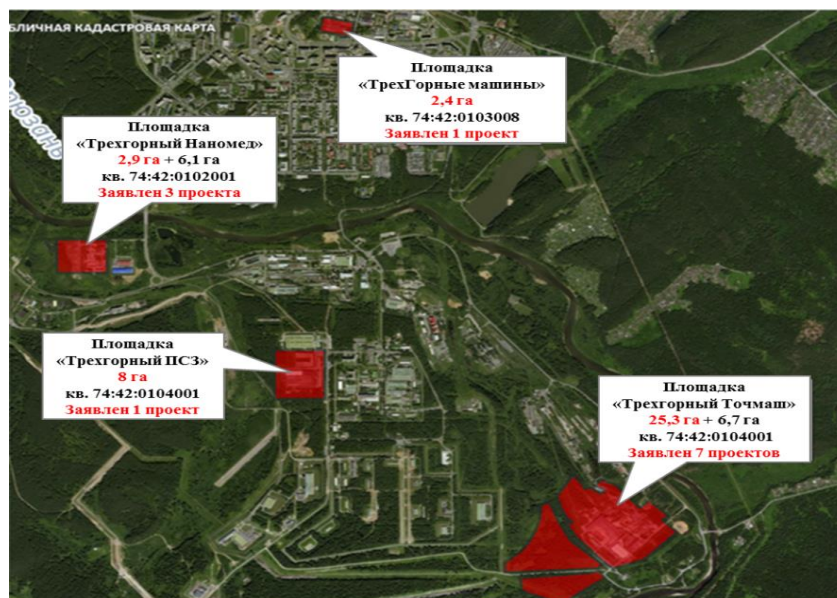 БЛИЧНАЯ КАДАСТРОВАЯ КАРТА
Площадка
«ТрехГорные машины»
2,4 га
кв. 74:42:0103008
Заявлен 1 проект
Площадка
«Трехгорный Наномед»
2,9 га + 6,1 га
кв. 74:42:0102001
Заявлен 3 проекта
Площадка
«Трехгорный ПСЗ»
8 га
кв. 74:42:0104001
Заявлен 1 проект
Площадка
«Трехгорный Точмаш»
25,3 га + 6,7 га
кв. 74:42:0104001
Заявлен 7 проектов